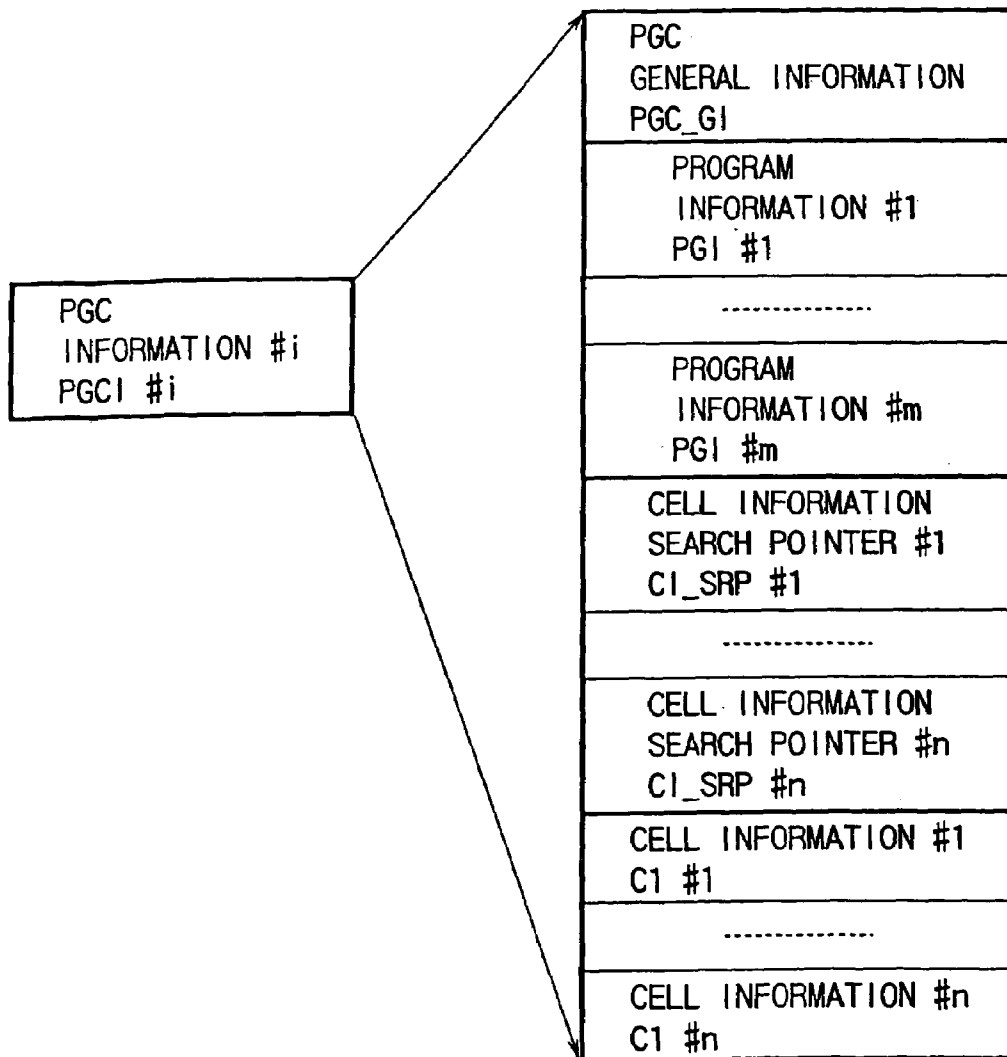 PGC
INFORMATION #i
PGCI #i
PGC
GENERAL INFORMATION
PGC_GI
PROGRAM
INFORMATION #1
PGI #1
---------------
PROGRAM
INFORMATION #m
PGI #m
CELL INFORMATION
SEARCH POINTER #1
CI_SRP #1
---------------
CELL INFORMATION
SEARCH POINTER #n
CI_SRP #n
CELL INFORMATION #1
C1 #1
---------------
CELL INFORMATION #n
C1 #n